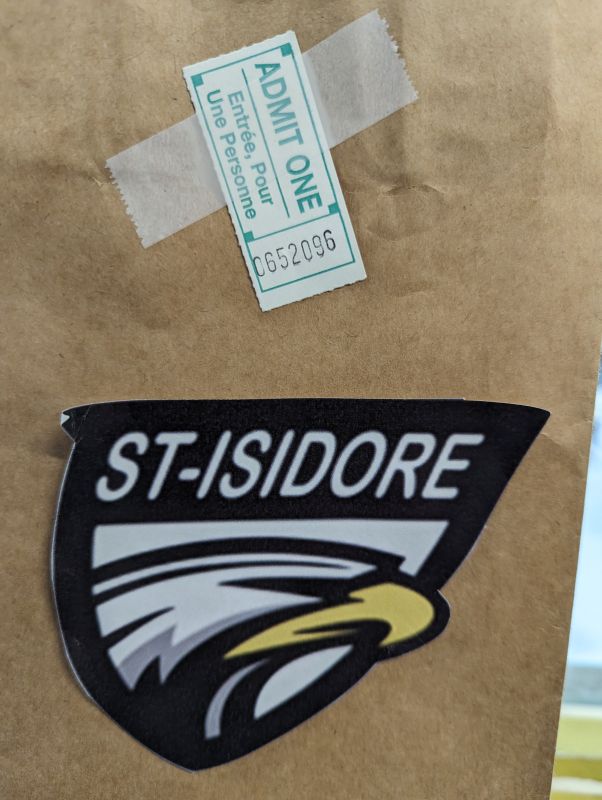 ADMIT ONE
Entrée, Pour
Une Personne
0652096
ST-ISIDORE